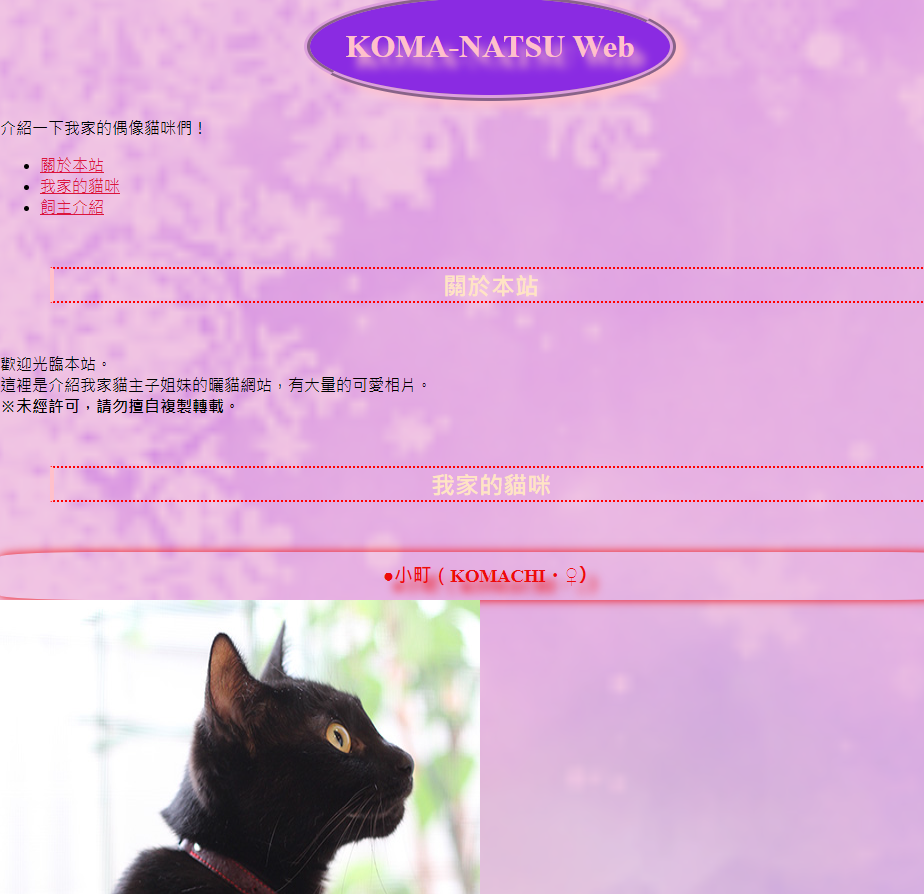 KOMA-NATSU Web
介紹一下我家的偶像貓咪們！
關於本站
我家的貓咪
飼主介紹
關於本站
歡迎光臨本站。
這裡是介紹我家貓主子姐妹的曬貓網站，有大量的可愛相片。
※未經許可，請勿擅自複製轉載。
我家的貓咪
●小町（KOMACHI・♀）